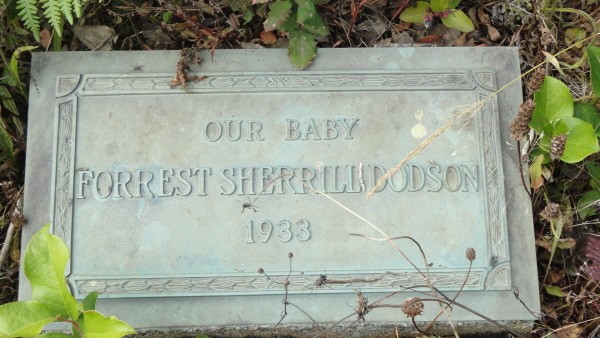 OUR BABY
FORREST SHERRILL DODSON
1933